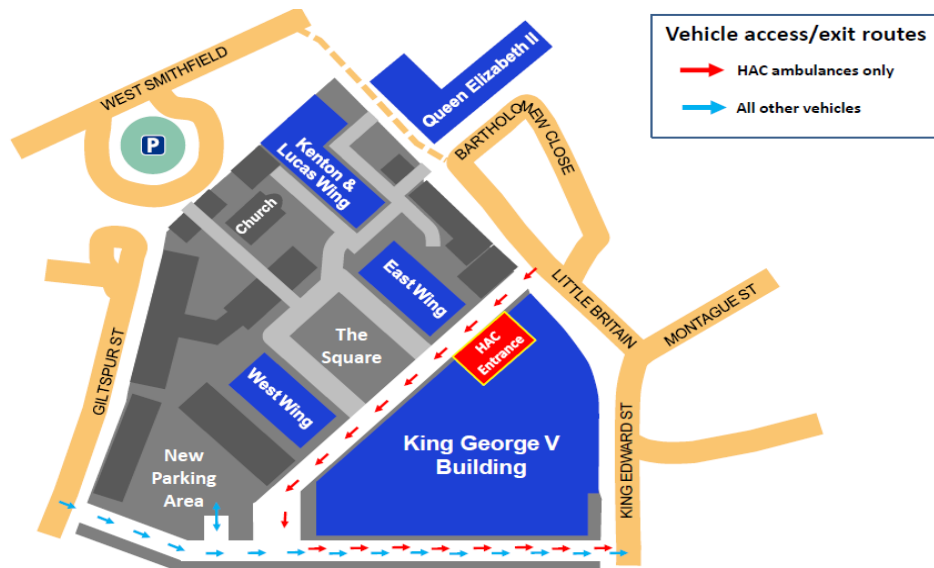 Vehicle access/exit routes
HAC ambulances only
All other vehicles
WEST SMITHFIELD
P
Queen Elizabeth II
BARTHOLO
MEW CLOSE
Kenton &
Lucas Wing
Church
East Wing
LITTLE BRITAIN
MONTAGUE ST
HAC
Entrance
The
Square
GILTSPUR ST
West Wing
King George V
Building
New
Parking
Area
KING EDWARD ST